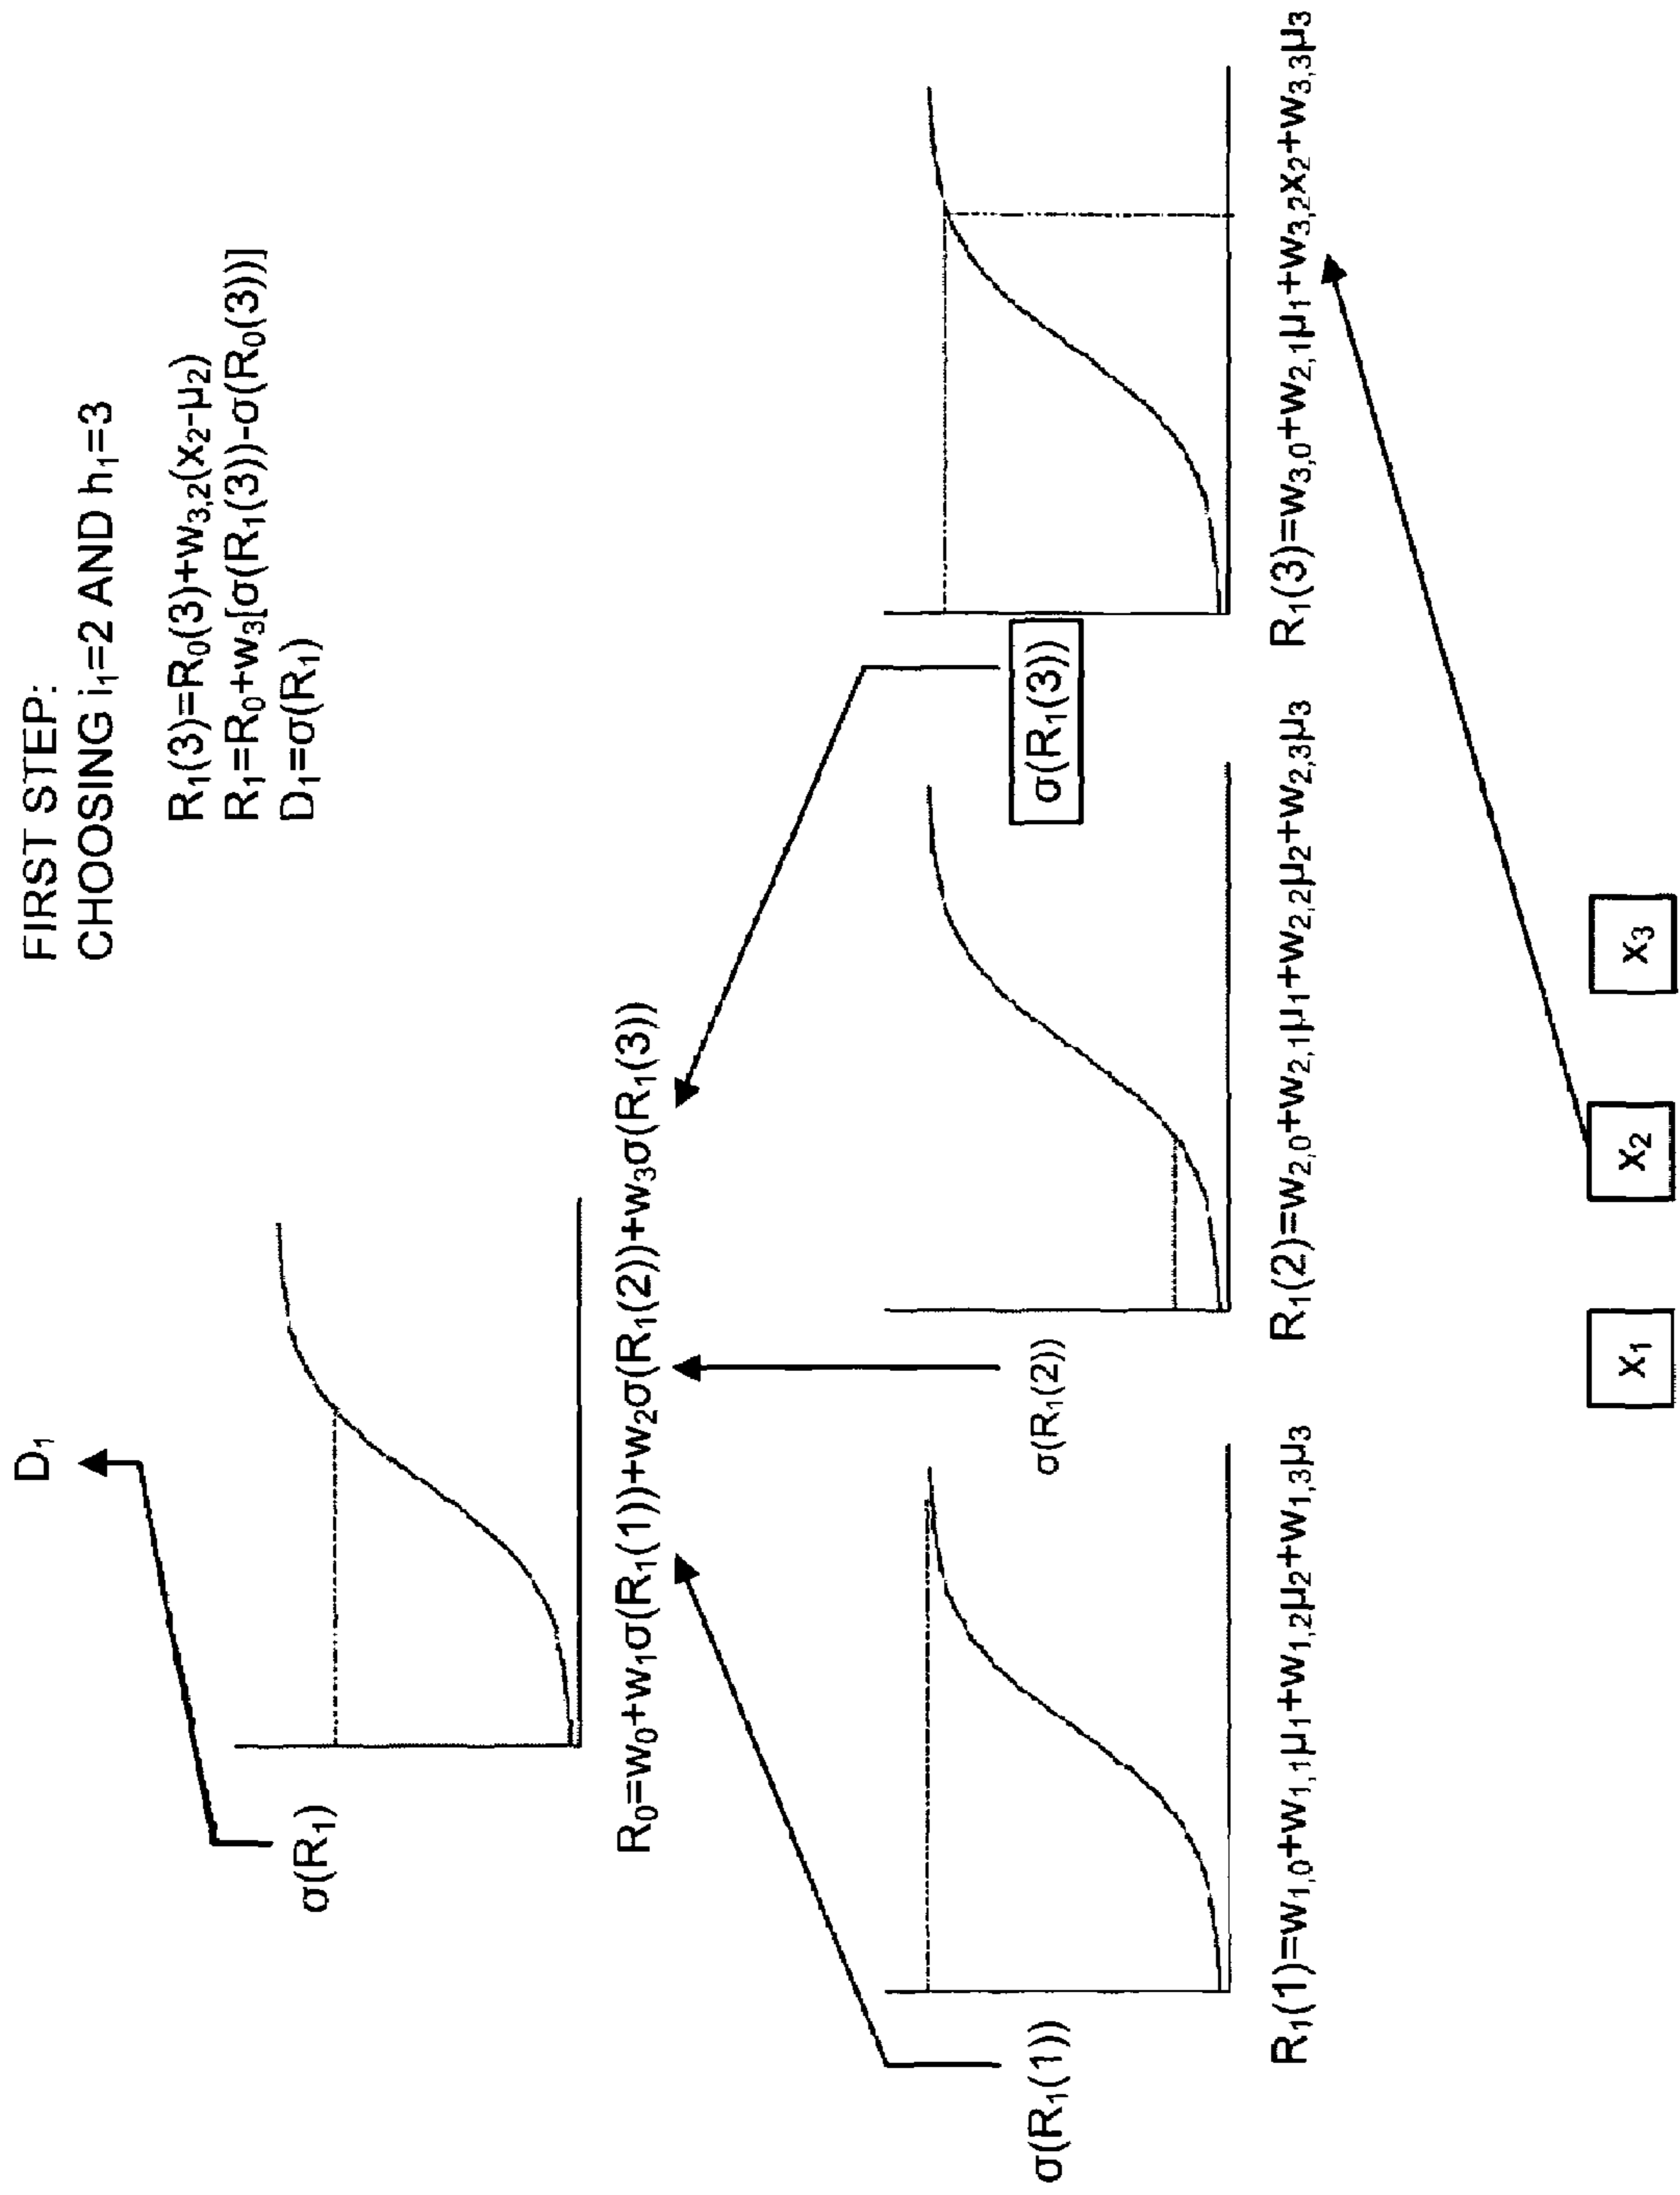 FIRST STEP:
CHOOSING i₁=2 AND h₁=3
R₁(3)=R₀(3)+w₃,₂(x₂-μ₂)
R₁=R₀+w₃[σ(R₁(3))-σ(R₀(3))]
D₁=σ(R₁)
D₁
σ(R₁)
R₀=w₀+w₁σ(R₁(1))+w₂σ(R₁(2))+w₃σ(R₁(3))
σ(R₁(1))
σ(R₁(2))
σ(R₁(3))
R₁(1)=w₁,₀+w₁,₁μ₁+w₁,₂μ₂+w₁,₃μ₃
R₁(2)=w₂,₀+w₂,₁μ₁+w₂,₂μ₂+w₂,₃μ₃
R₁(3)=w₃,₀+w₂,₁μ₁+w₃,₂x₂+w₃,₃μ₃
x₁
x₂
x₃